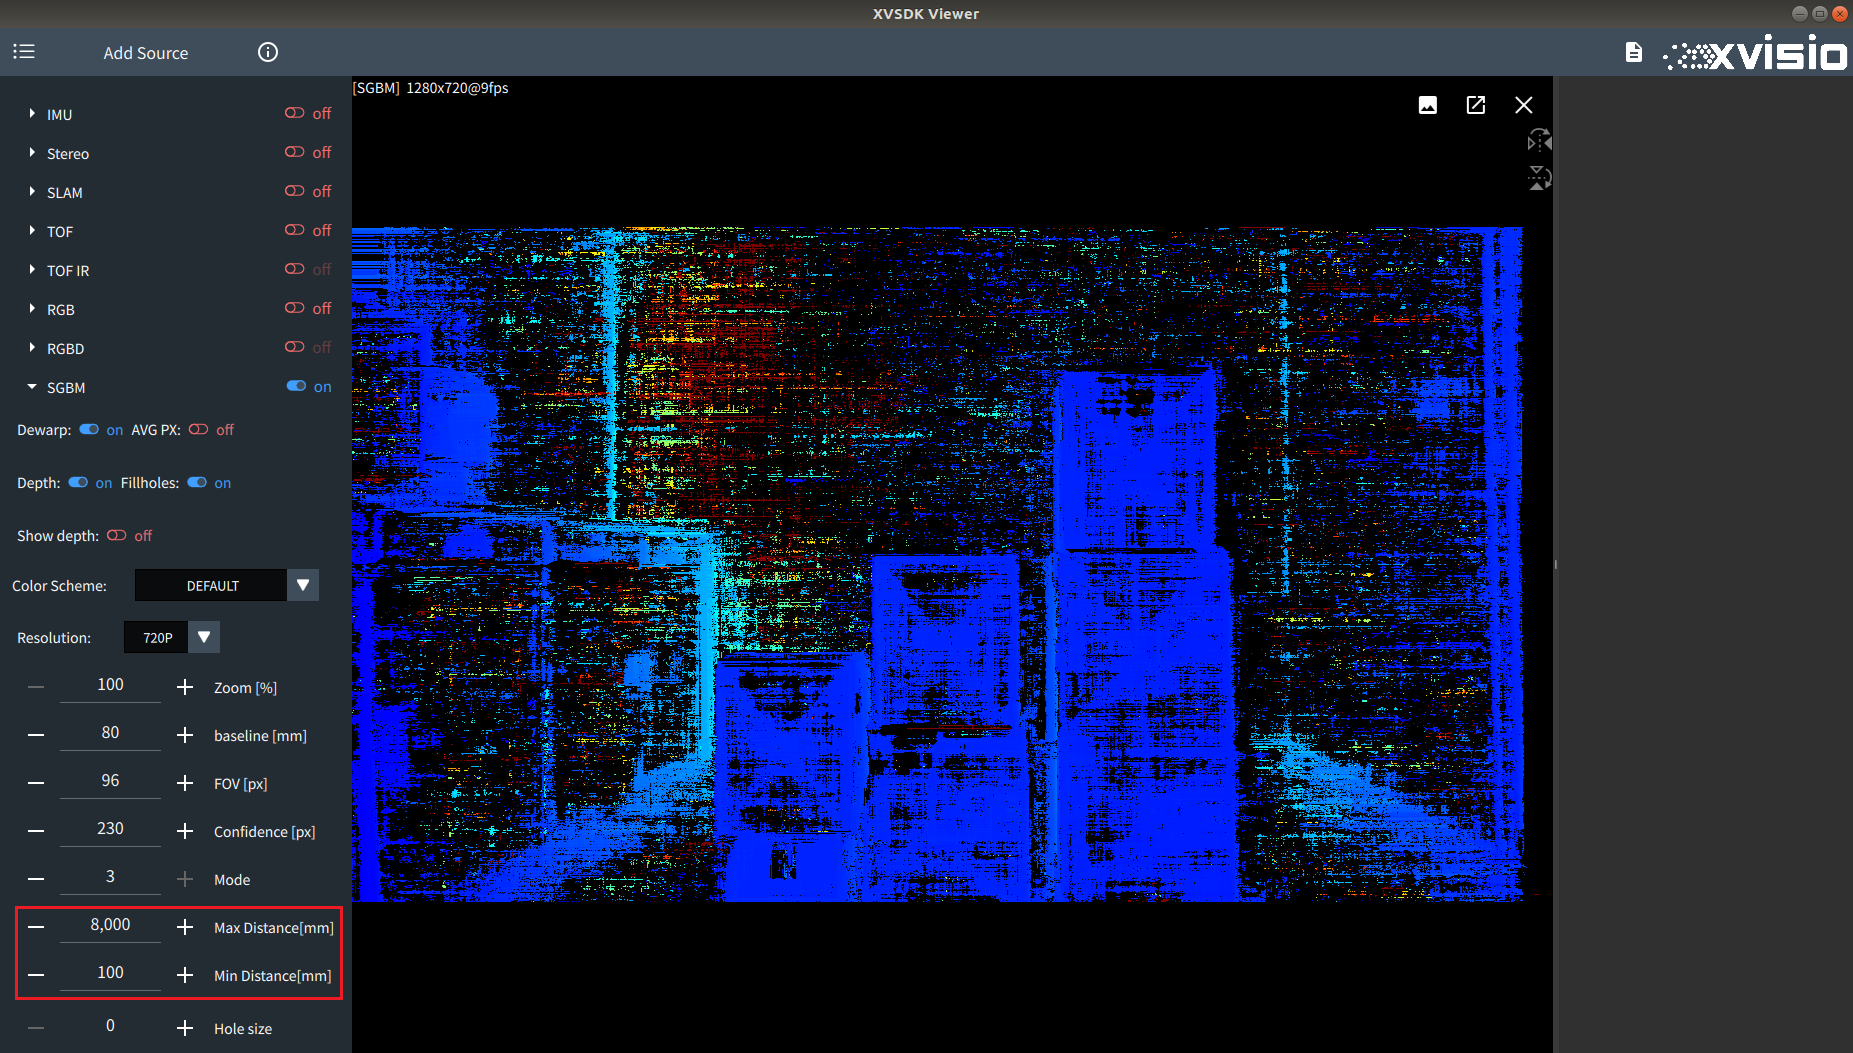 XVSDK Viewer
Add Source
xvisio
[SGBM] 1280x720@9fps
IMU off
Stereo off
SLAM off
TOF off
TOF IR off
RGB off
RGBD off
SGBM on
Dewarp: on AVG PX: off
Depth: on Fillholes: on
Show depth: off
Color Scheme: DEFAULT
Resolution: 720P
100 Zoom [%]
80 baseline [mm]
96 FOV [px]
230 Confidence [px]
3 Mode
8,000 Max Distance[mm]
100 Min Distance[mm]
0 Hole size